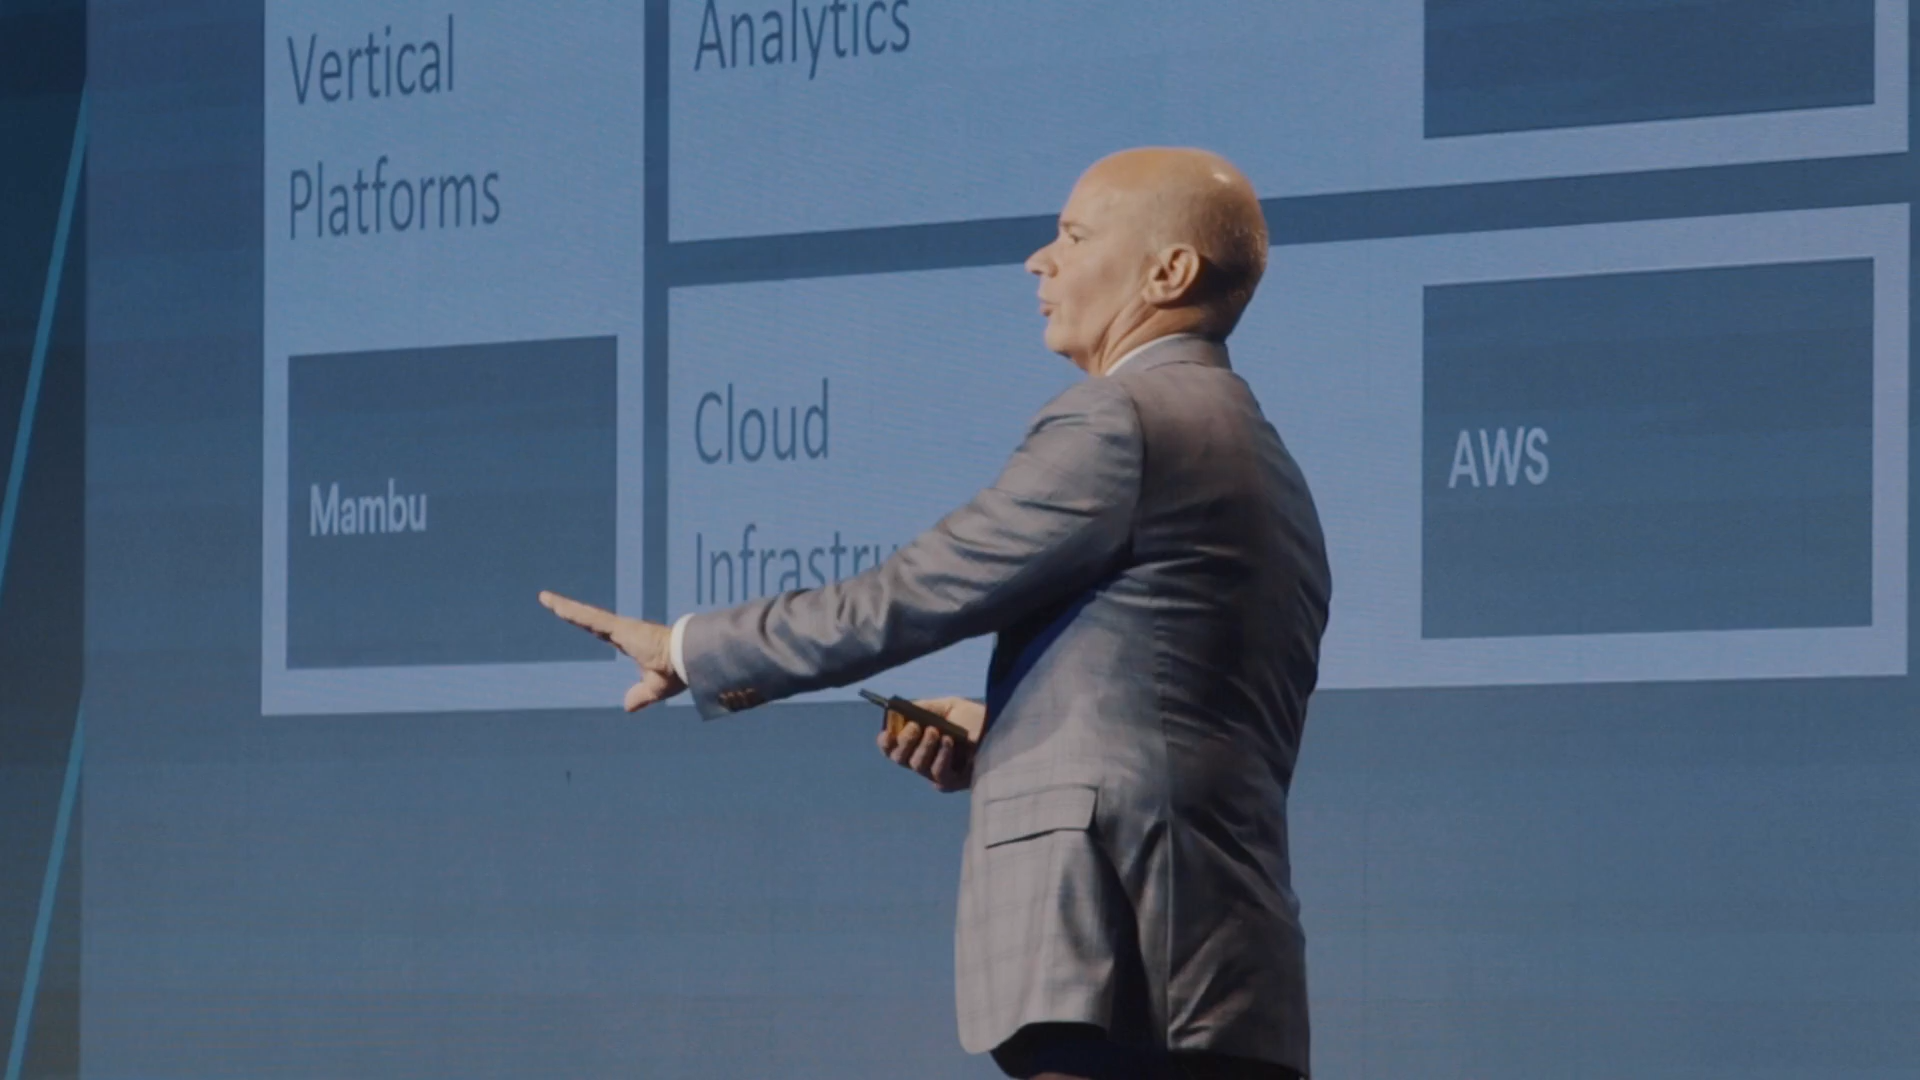 Vertical
Platforms
Mambu
Analytics
Cloud
AWS